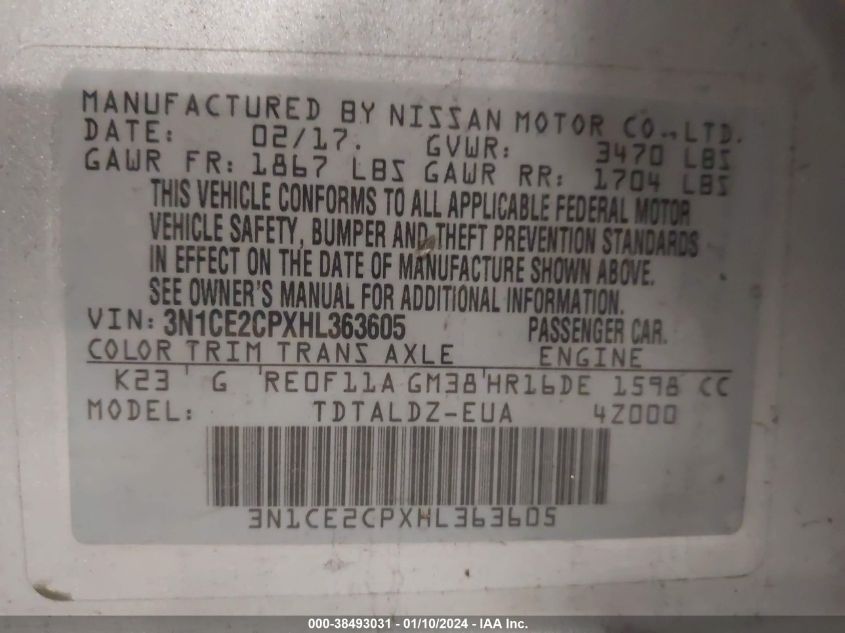 MANUFACTURED BY NISSAN MOTOR CO., LTD.
DATE: 02/17. GVWR: 3470 LBS
GAWR FR: 1867 LBS GAWR RR: 1704 LBS
THIS VEHICLE CONFORMS TO ALL APPLICABLE FEDERAL MOTOR
VEHICLE SAFETY, BUMPER AND THEFT PREVENTION STANDARDS
IN EFFECT ON THE DATE OF MANUFACTURE SHOWN ABOVE.
SEE OWNER'S MANUAL FOR ADDITIONAL INFORMATION.
VIN: 3N1CE2CPXHL363605 PASSENGER CAR.
COLOR TRIM TRANS AXLE ENGINE
K23 G RE0F11A GM38 HR16DE 1598 CC
MODEL: TDTALDZ-EUA 4Z000
3N1CE2CPXHL363605
000-38493031 - 01/10/2024 - IAA Inc.